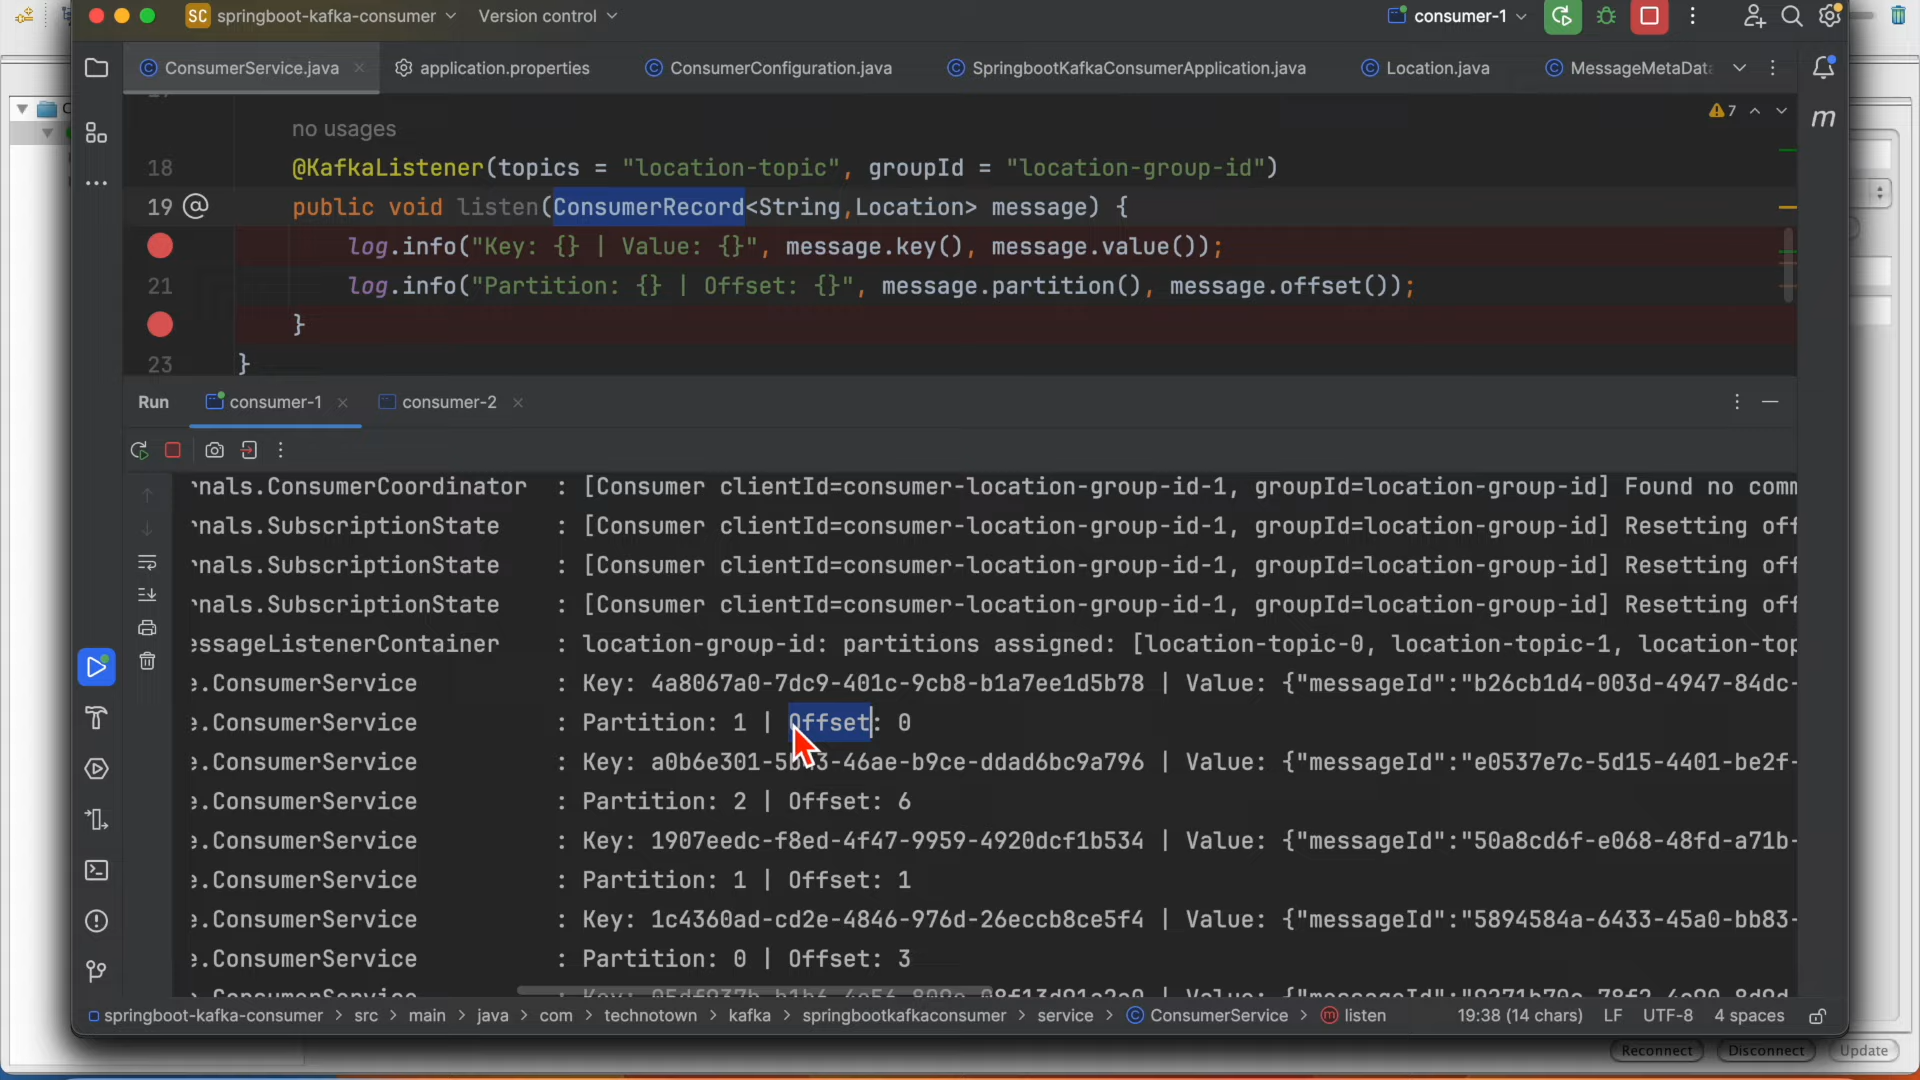 SC springboot-kafka-consumer Version control consumer-1
ConsumerService.java application.properties ConsumerConfiguration.java SpringbootKafkaConsumerApplication.java Location.java MessageMetaData
no usages
7
18 @KafkaListener(topics = "location-topic", groupId = "location-group-id")
19 public void listen(ConsumerRecord<String,Location> message) {
log.info("Key: {} | Value: {}", message.key(), message.value());
21 log.info("Partition: {} | Offset: {}", message.partition(), message.offset());
}
23 }
Run consumer-1 consumer-2
rnals.ConsumerCoordinator : [Consumer clientId=consumer-location-group-id-1, groupId=location-group-id] Found no comm
rnals.SubscriptionState : [Consumer clientId=consumer-location-group-id-1, groupId=location-group-id] Resetting off
rnals.SubscriptionState : [Consumer clientId=consumer-location-group-id-1, groupId=location-group-id] Resetting off
rnals.SubscriptionState : [Consumer clientId=consumer-location-group-id-1, groupId=location-group-id] Resetting off
essageListenerContainer : location-group-id: partitions assigned: [location-topic-0, location-topic-1, location-top
e.ConsumerService : Key: 4a8067a0-7dc9-401c-9cb8-b1a7ee1d5b78 | Value: {"messageId":"b26cb1d4-003d-4947-84dc-
e.ConsumerService : Partition: 1 | Offset: 0
e.ConsumerService : Key: | Value: {"messageId":"e0537e7c-5d15-4401-be2f-
e.ConsumerService : Partition: 2 | Offset: 6
e.ConsumerService : Key: 1907eedc-f8ed-4f47-9959-4920dcf1b534 | Value: {"messageId":"50a8cd6f-e068-48fd-a71b-
e.ConsumerService : Partition: 1 | Offset: 1
e.ConsumerService : Key: 1c4360ad-cd2e-4846-976d-26eccb8ce5f4 | Value: {"messageId":"5894584a-6433-45a0-bb83-
e.ConsumerService : Partition: 0 | Offset: 3
springboot-kafka-consumer > src > main > java > com > technotown > kafka > springbootkafkaconsumer > service > ConsumerService > listen 19:38 (14 chars) LF UTF-8 4 spaces
Reconnect Disconnect Update